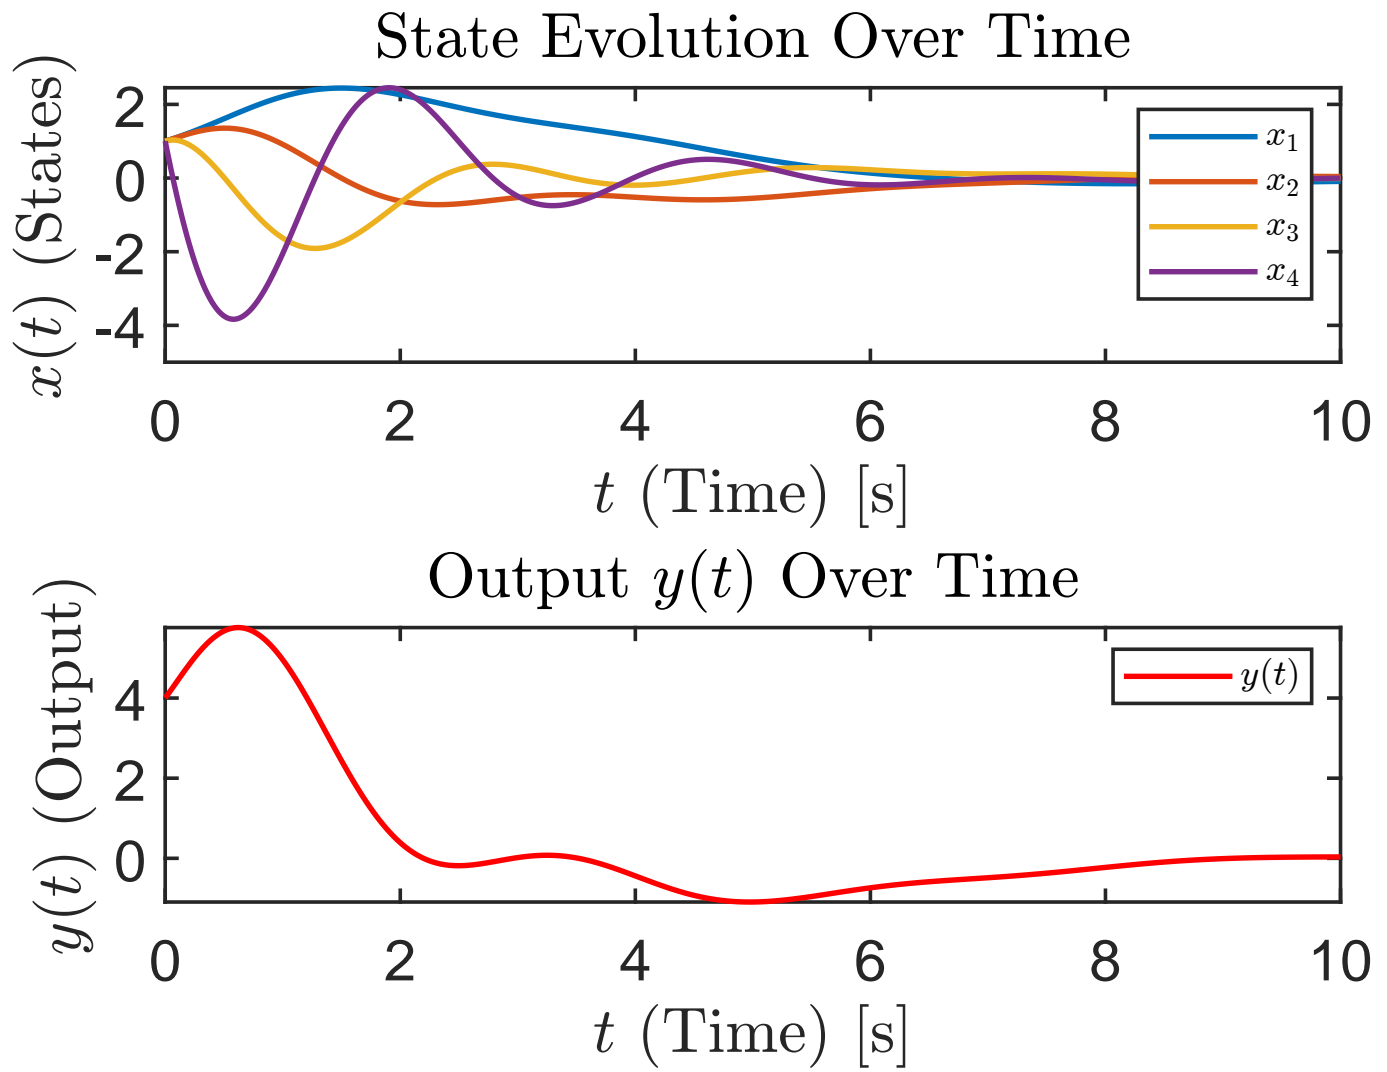 State Evolution Over Time
x(t) (States)
2
0
-2
-4
x₁
x₂
x₃
x₄
0 2 4 6 8 10
t (Time) [s]
Output y(t) Over Time
y(t) (Output)
4
2
0
y(t)
0 2 4 6 8 10
t (Time) [s]